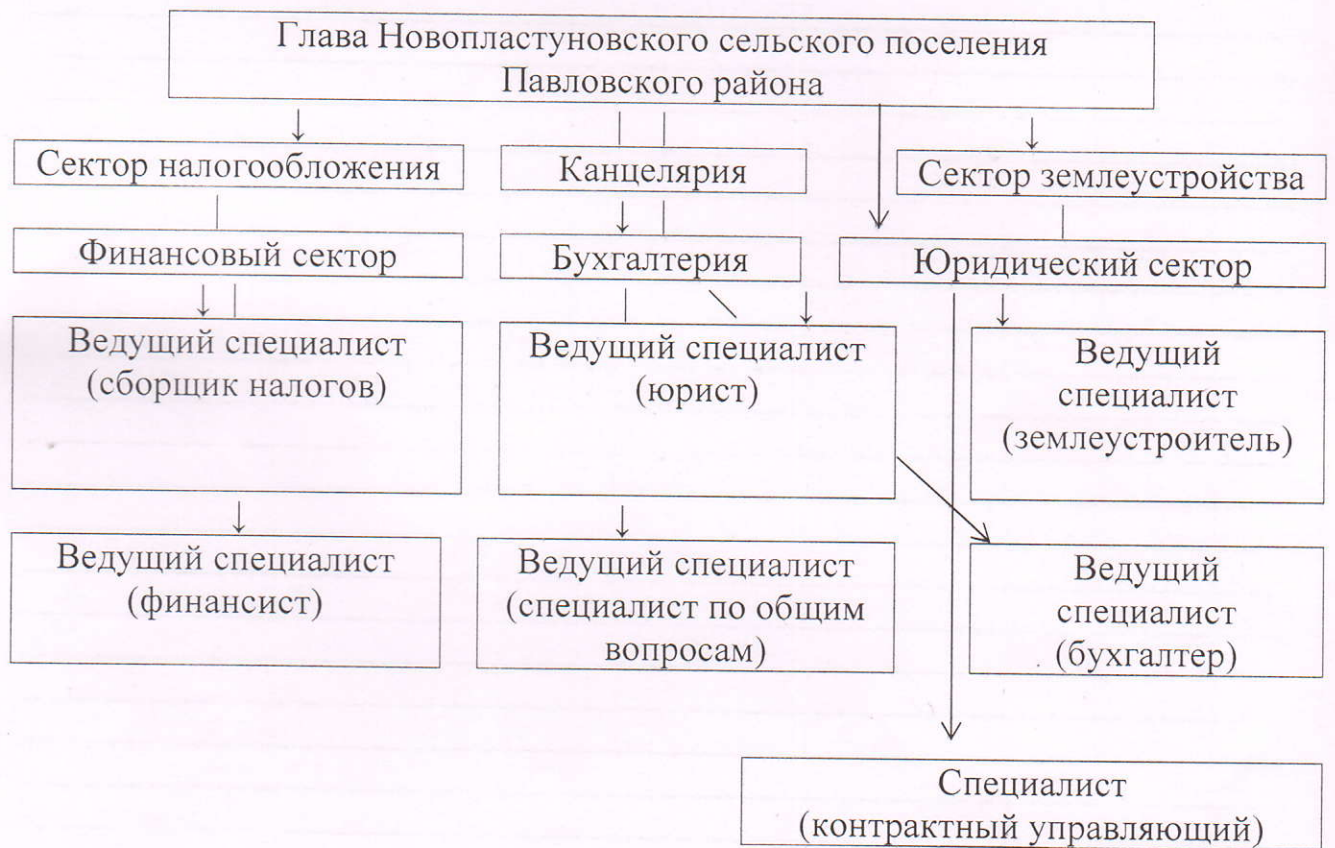 Глава Новопластуновского сельского поселения
Павловского района
Сектор налогообложения
Канцелярия
Сектор землеустройства
Финансовый сектор
Бухгалтерия
Юридический сектор
Ведущий специалист
(сборщик налогов)
Ведущий специалист
(юрист)
Ведущий
специалист
(землеустроитель)
Ведущий специалист
(финансист)
Ведущий специалист
(специалист по общим
вопросам)
Ведущий
специалист
(бухгалтер)
Специалист
(контрактный управляющий)